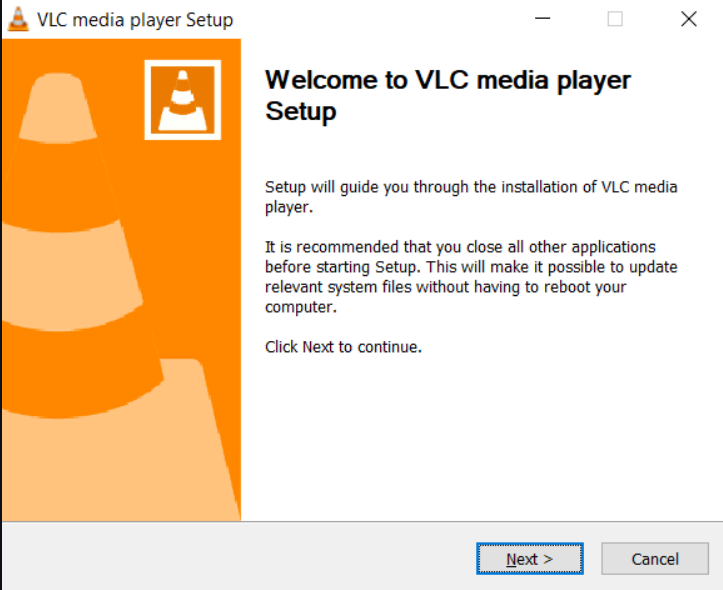 VLC media player Setup
Welcome to VLC media player
Setup
Setup will guide you through the installation of VLC media
player.
It is recommended that you close all other applications
before starting Setup. This will make it possible to update
relevant system files without having to reboot your
computer.
Click Next to continue.
Next >
Cancel